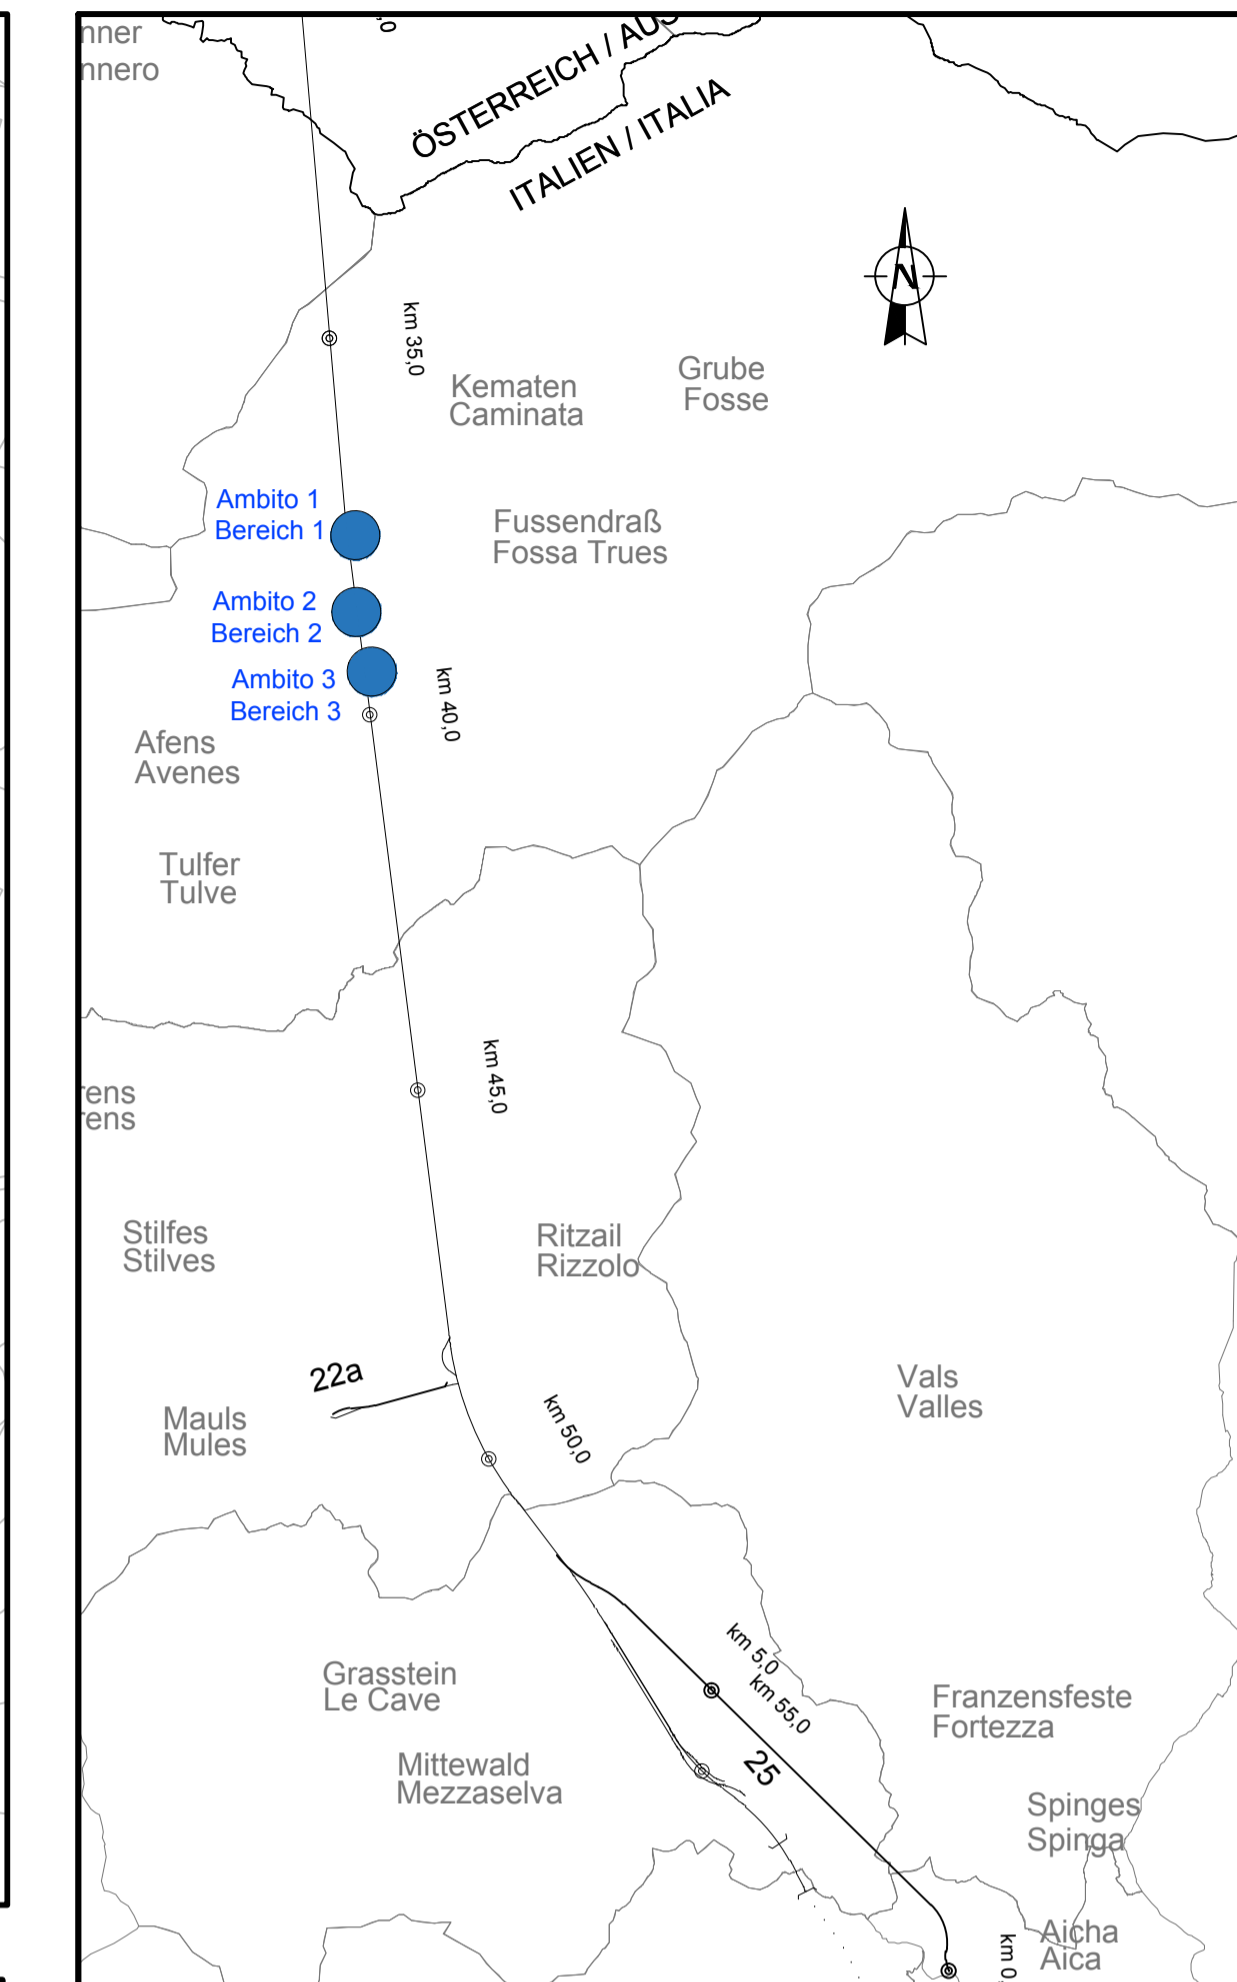 ÖSTERREICH /
ITALIEN / ITALIA
N
km 35,0
Kematen
Caminata
Grube
Fosse
Ambito 1
Bereich 1
Fussendraß
Fossa Trues
Ambito 2
Bereich 2
Ambito 3
Bereich 3
km 40,0
Afens
Avenes
Tulfer
Tulve
km 45,0
Stilfes
Stilves
Ritzail
Rizzolo
22a
Vals
Valles
Mauls
Mules
km 50,0
km 5,0
km 55,0
Grasstein
Le Cave
25
Franzensfeste
Fortezza
Mittewald
Mezzaselva
Spinges
Spinga
Aicha
Aica
km